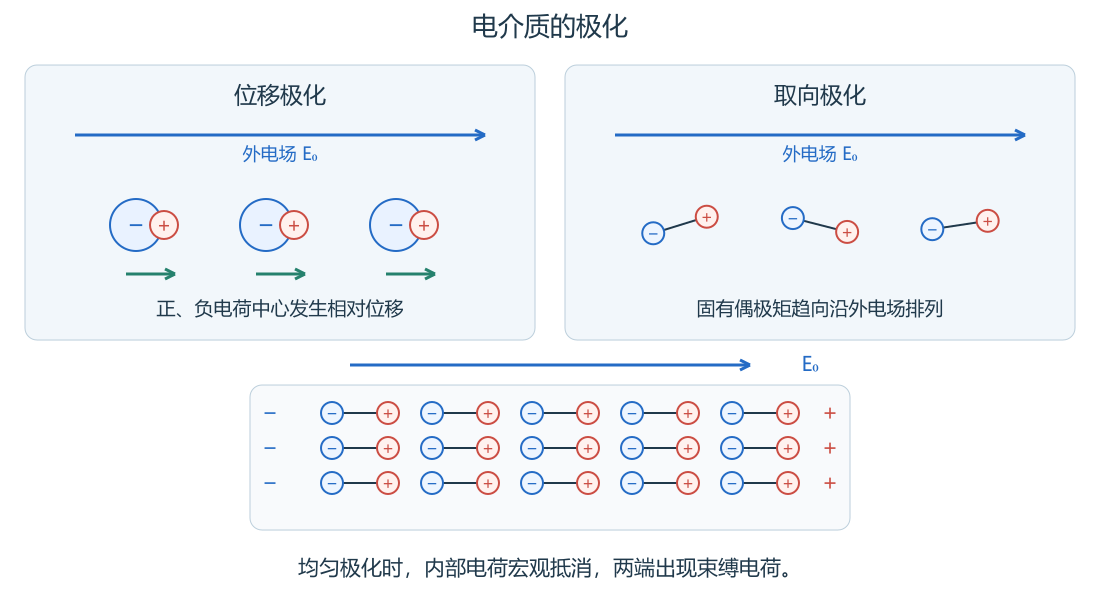 电介质的极化
位移极化
外电场 E₀
− + − + − +
正、负电荷中心发生相对位移
取向极化
外电场 E₀
− + − + − +
固有偶极矩趋向沿外电场排列
E₀
− − + − + − + − + − + +
− − + − + − + − + − + +
− − + − + − + − + − + +
均匀极化时，内部电荷宏观抵消，两端出现束缚电荷。